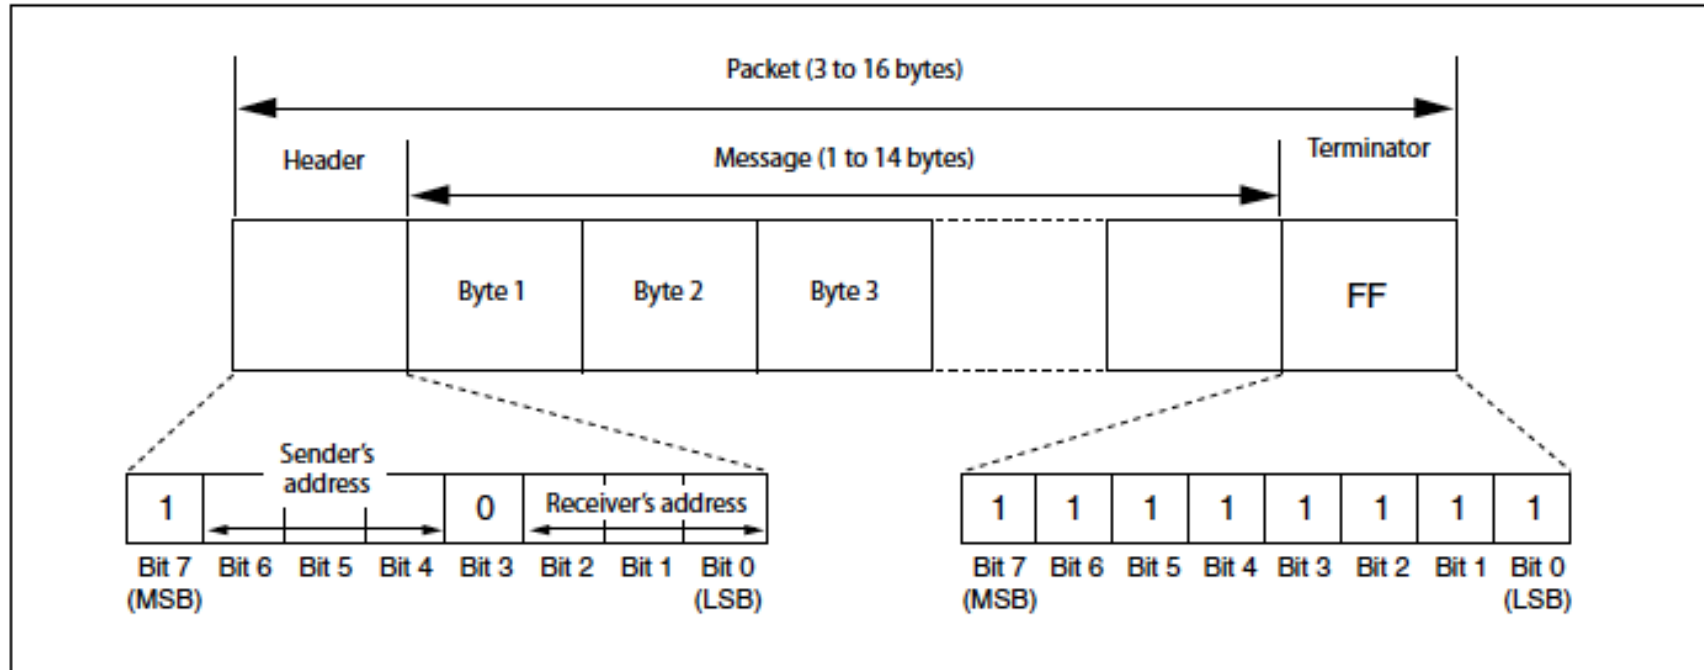 Packet (3 to 16 bytes)
Header
Message (1 to 14 bytes)
Terminator
Byte 1
Byte 2
Byte 3
FF
Sender's
address
1
0
Receiver's address
Bit 7
(MSB)
Bit 6
Bit 5
Bit 4
Bit 3
Bit 2
Bit 1
Bit 0
(LSB)
1
1
1
1
1
1
1
1
Bit 7
(MSB)
Bit 6
Bit 5
Bit 4
Bit 3
Bit 2
Bit 1
Bit 0
(LSB)